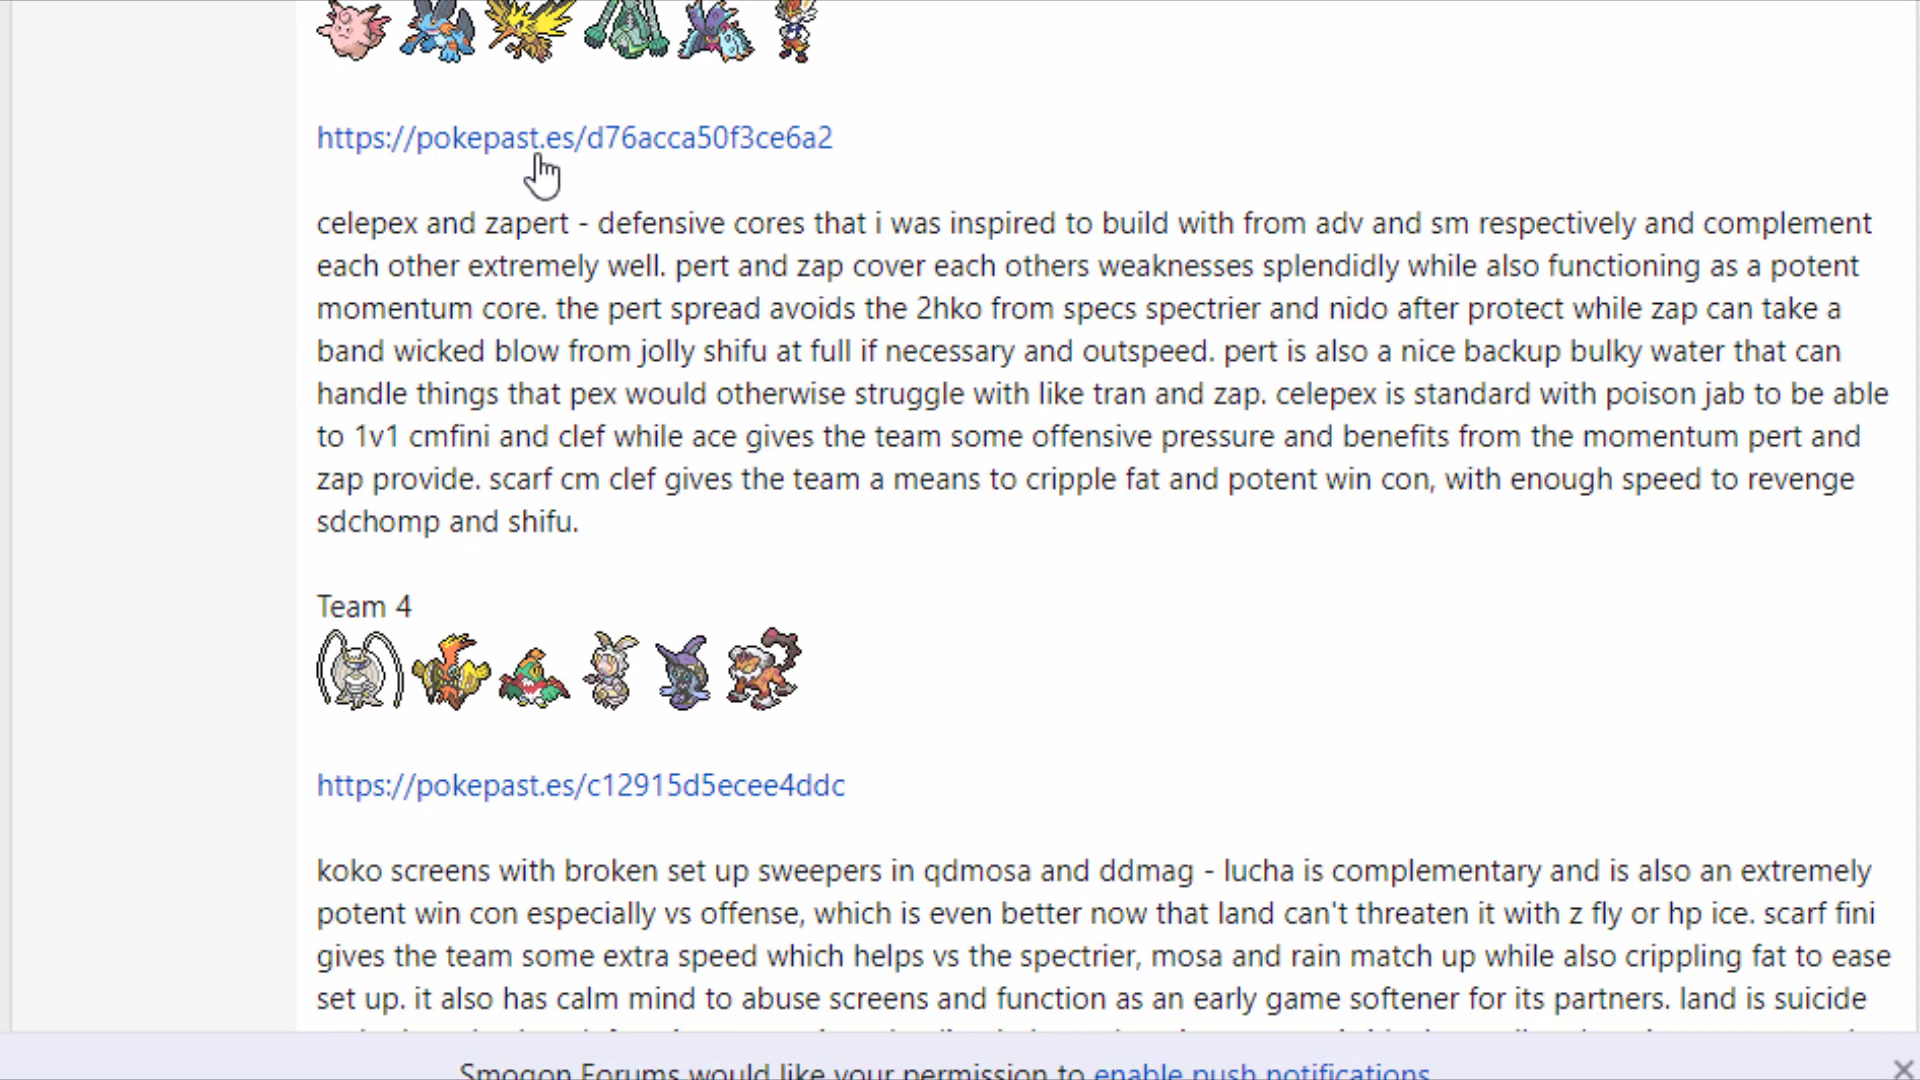 https://pokepast.es/d76acca50f3ce6a2
celepex and zapert - defensive cores that i was inspired to build with from adv and sm respectively and complement
each other extremely well. pert and zap cover each others weaknesses splendidly while also functioning as a potent
momentum core. the pert spread avoids the 2hko from specs spectrier and nido after protect while zap can take a
band wicked blow from jolly shifu at full if necessary and outspeed. pert is also a nice backup bulky water that can
handle things that pex would otherwise struggle with like tran and zap. celepex is standard with poison jab to be able
to 1v1 cmfini and clef while ace gives the team some offensive pressure and benefits from the momentum pert and
zap provide. scarf cm clef gives the team a means to cripple fat and potent win con, with enough speed to revenge
sdchomp and shifu.
Team 4
https://pokepast.es/c12915d5ecee4ddc
koko screens with broken set up sweepers in qdmosa and ddmag - lucha is complementary and is also an extremely
potent win con especially vs offense, which is even better now that land can't threaten it with z fly or hp ice. scarf fini
gives the team some extra speed which helps vs the spectrier, mosa and rain match up while also crippling fat to ease
set up. it also has calm mind to abuse screens and function as an early game softener for its partners. land is suicide
Smogon Forums would like your permission to enable push notifications